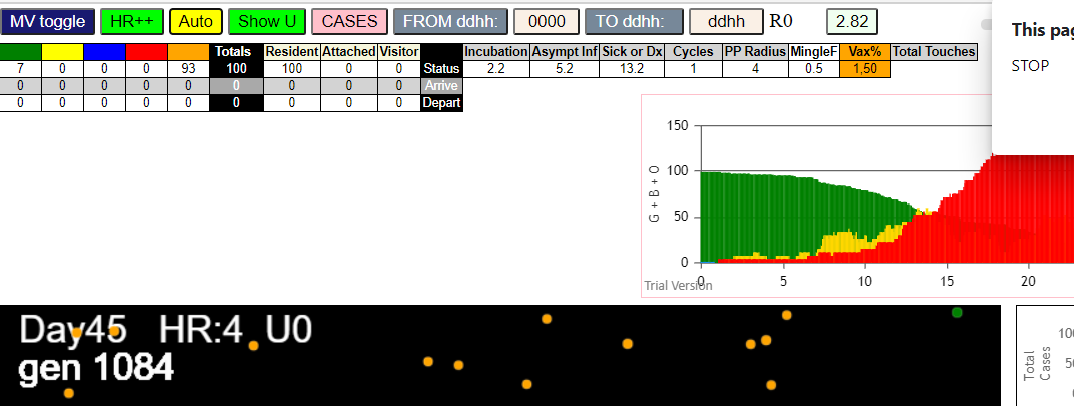 MV toggle HR++ Auto Show U CASES FROM ddhh: 0000 TO ddhh: ddhh R0 2.82
This pag
STOP
Totals Resident Attached Visitor Incubation Asympt Inf Sick or Dx Cycles PP Radius MingleF Vax% Total Touches
7 0 0 0 93 100 100 0 0 Status 2.2 5.2 13.2 1 4 0.5 1,50
0 0 0 0 0 0 0 0 0 Arrive
0 0 0 0 0 0 0 0 0 Depart
150
100
50
0
G + B + O
0 5 10 15 20
Trial Version
Day45 HR:4 U0
gen 1084
Total
Cases
100
50